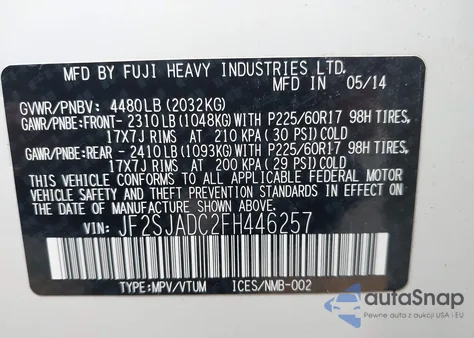 MFD. BY FUJI HEAVY INDUSTRIES LTD.
IN 05/14
GVWR/PNBV: 4480LB (2032KG)
GAWR/PNBE:FRONT- 2310LB (1048KG) WITH P225/60R17 98H TIRES,
17X7J RIMS AT 210 KPA (30 PSI) COLD
GAWR/PNBE:REAR - 2410LB (1093KG) WITH P225/60R17 98H TIRES,
17X7J RIMS AT 200 KPA (29 PSI) COLD
THIS VEHICLE CONFORMS TO ALL APPLICABLE FEDERAL MOTOR
VEHICLE SAFETY AND BUMPER STANDARDS IN EFFECT ON THE
DATE OF MANUFACTURE SHOWN ABOVE.
VIN: JF2SJADC2FH446257
TYPE:MPV/VTUM ICES/NMB-002
autaSnap
Pewne auta z USA i EU